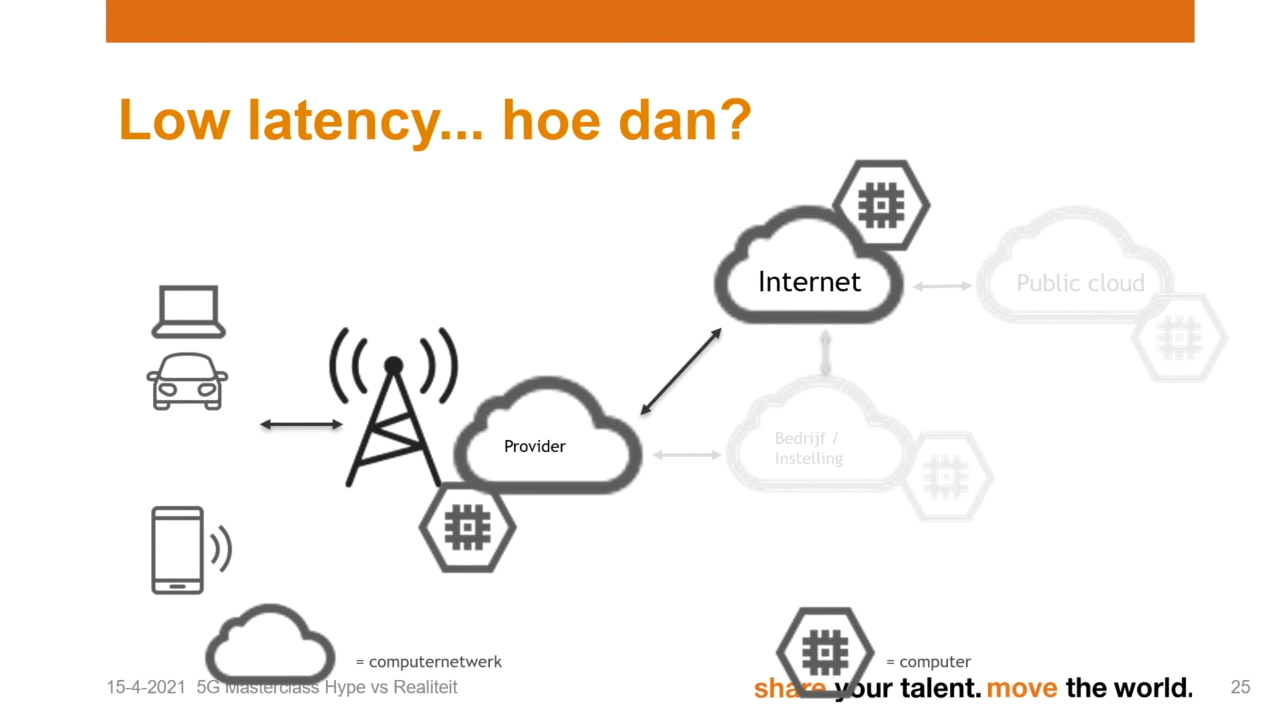 Low latency... hoe dan?
Internet
Public cloud
Provider
Bedrijf /
Instelling
= computernetwerk
= computer
15-4-2021 5G Masterclass Hype vs Realiteit
share your talent. move the world.
25